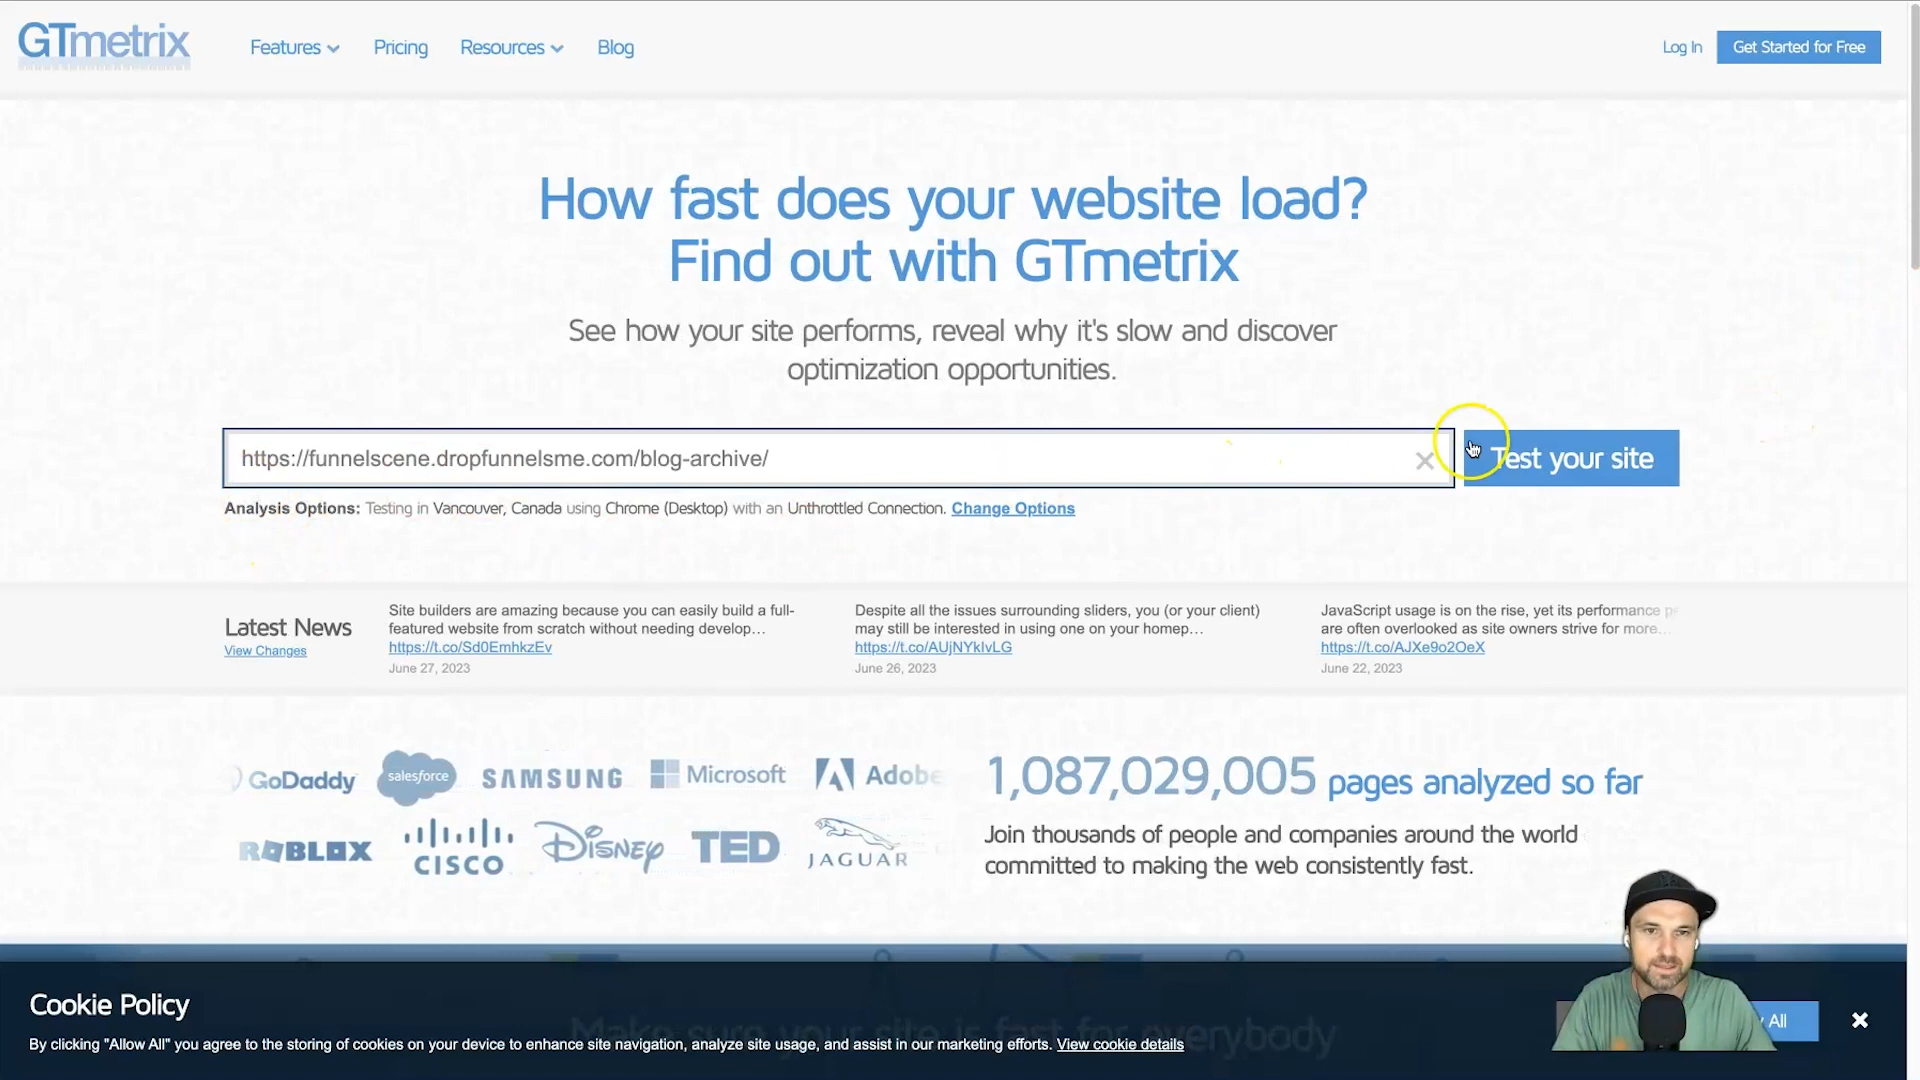 GTmetrix
Features
Pricing
Resources
Blog
Log In
Get Started for Free
How fast does your website load?
Find out with GTmetrix
See how your site performs, reveal why it's slow and discover
optimization opportunities.
https://funnelscene.dropfunnelsme.com/blog-archive/
Test your site
Analysis Options: Testing in Vancouver, Canada using Chrome (Desktop) with an Unthrottled Connection. Change Options
Latest News
View Changes
Site builders are amazing because you can easily build a full-
featured website from scratch without needing develop...
https://t.co/Sd0EmhkzEv
June 27, 2023
Despite all the issues surrounding sliders, you (or your client)
may still be interested in using one on your homep...
https://t.co/AUjNYkIvLG
June 26, 2023
JavaScript usage is on the rise, yet its performance
are often overlooked as site owners strive for more...
https://t.co/AJXe9o2OeX
June 22, 2023
GoDaddy
salesforce
SAMSUNG
Microsoft
Adobe
ROBLOX
CISCO
Disney
TED
JAGUAR
1,087,029,005 pages analyzed so far
Join thousands of people and companies around the world
committed to making the web consistently fast.
Make sure your site is fast for everybody
Cookie Policy
By clicking "Allow All" you agree to the storing of cookies on your device to enhance site navigation, analyze site usage, and assist in our marketing efforts. View cookie details
All